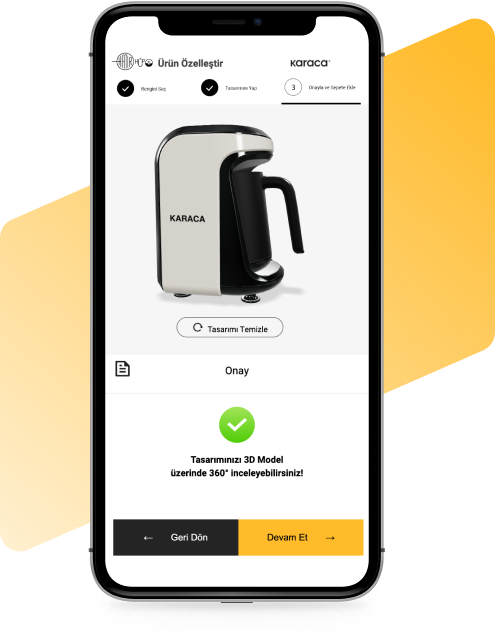 Ürün Özelleştir
Karaca
Rengini Seç
Tasarımını Yap
3
Onayla ve Sepete Ekle
KARACA
Tasarımı Temizle
Onay
Tasarımınızı 3D Model
üzerinde 360° inceleyebilirsiniz!
← Geri Dön
Devam Et →